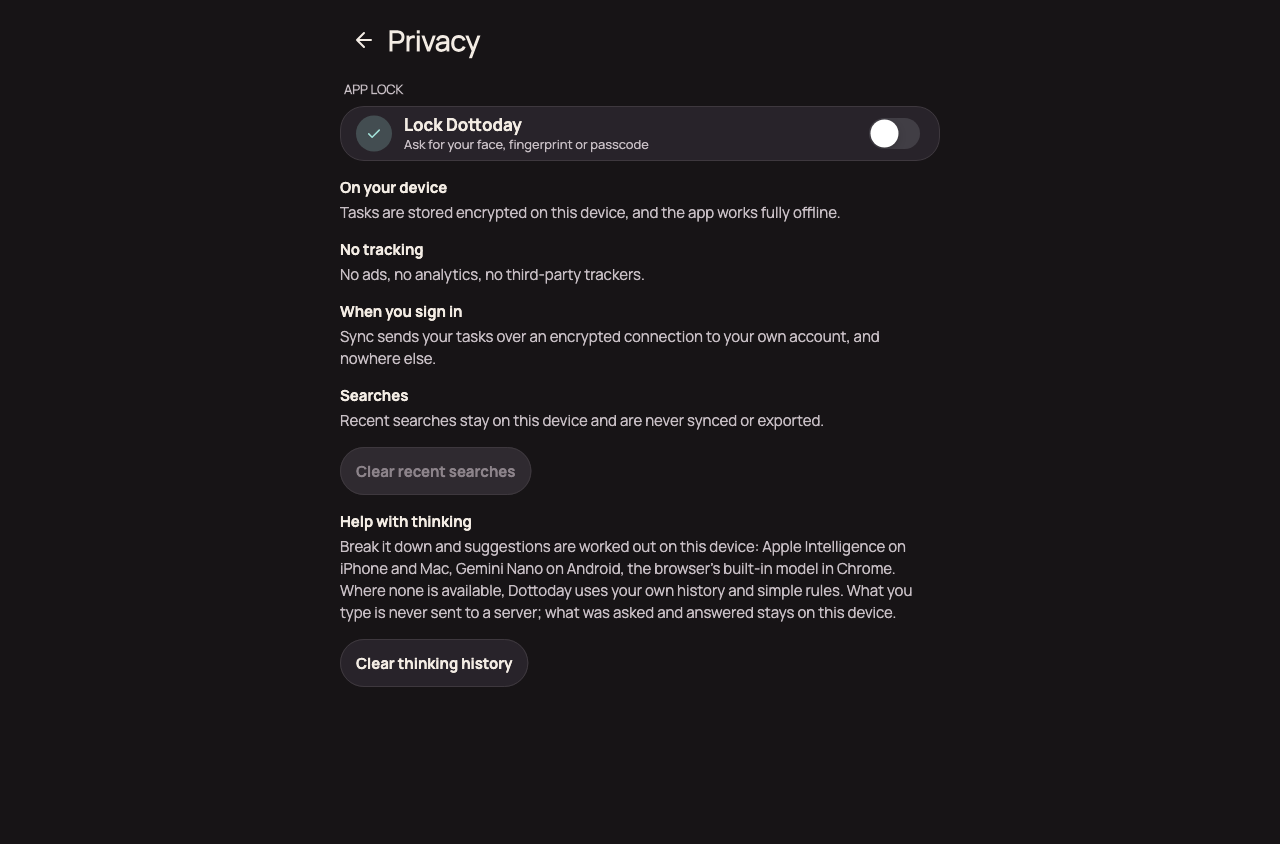 Privacy
APP LOCK
Lock Dottoday
Ask for your face, fingerprint or passcode
On your device
Tasks are stored encrypted on this device, and the app works fully offline.
No tracking
No ads, no analytics, no third-party trackers.
When you sign in
Sync sends your tasks over an encrypted connection to your own account, and
nowhere else.
Searches
Recent searches stay on this device and are never synced or exported.
Clear recent searches
Help with thinking
Break it down and suggestions are worked out on this device: Apple Intelligence on
iPhone and Mac, Gemini Nano on Android, the browser's built-in model in Chrome.
Where none is available, Dottoday uses your own history and simple rules. What you
type is never sent to a server; what was asked and answered stays on this device.
Clear thinking history